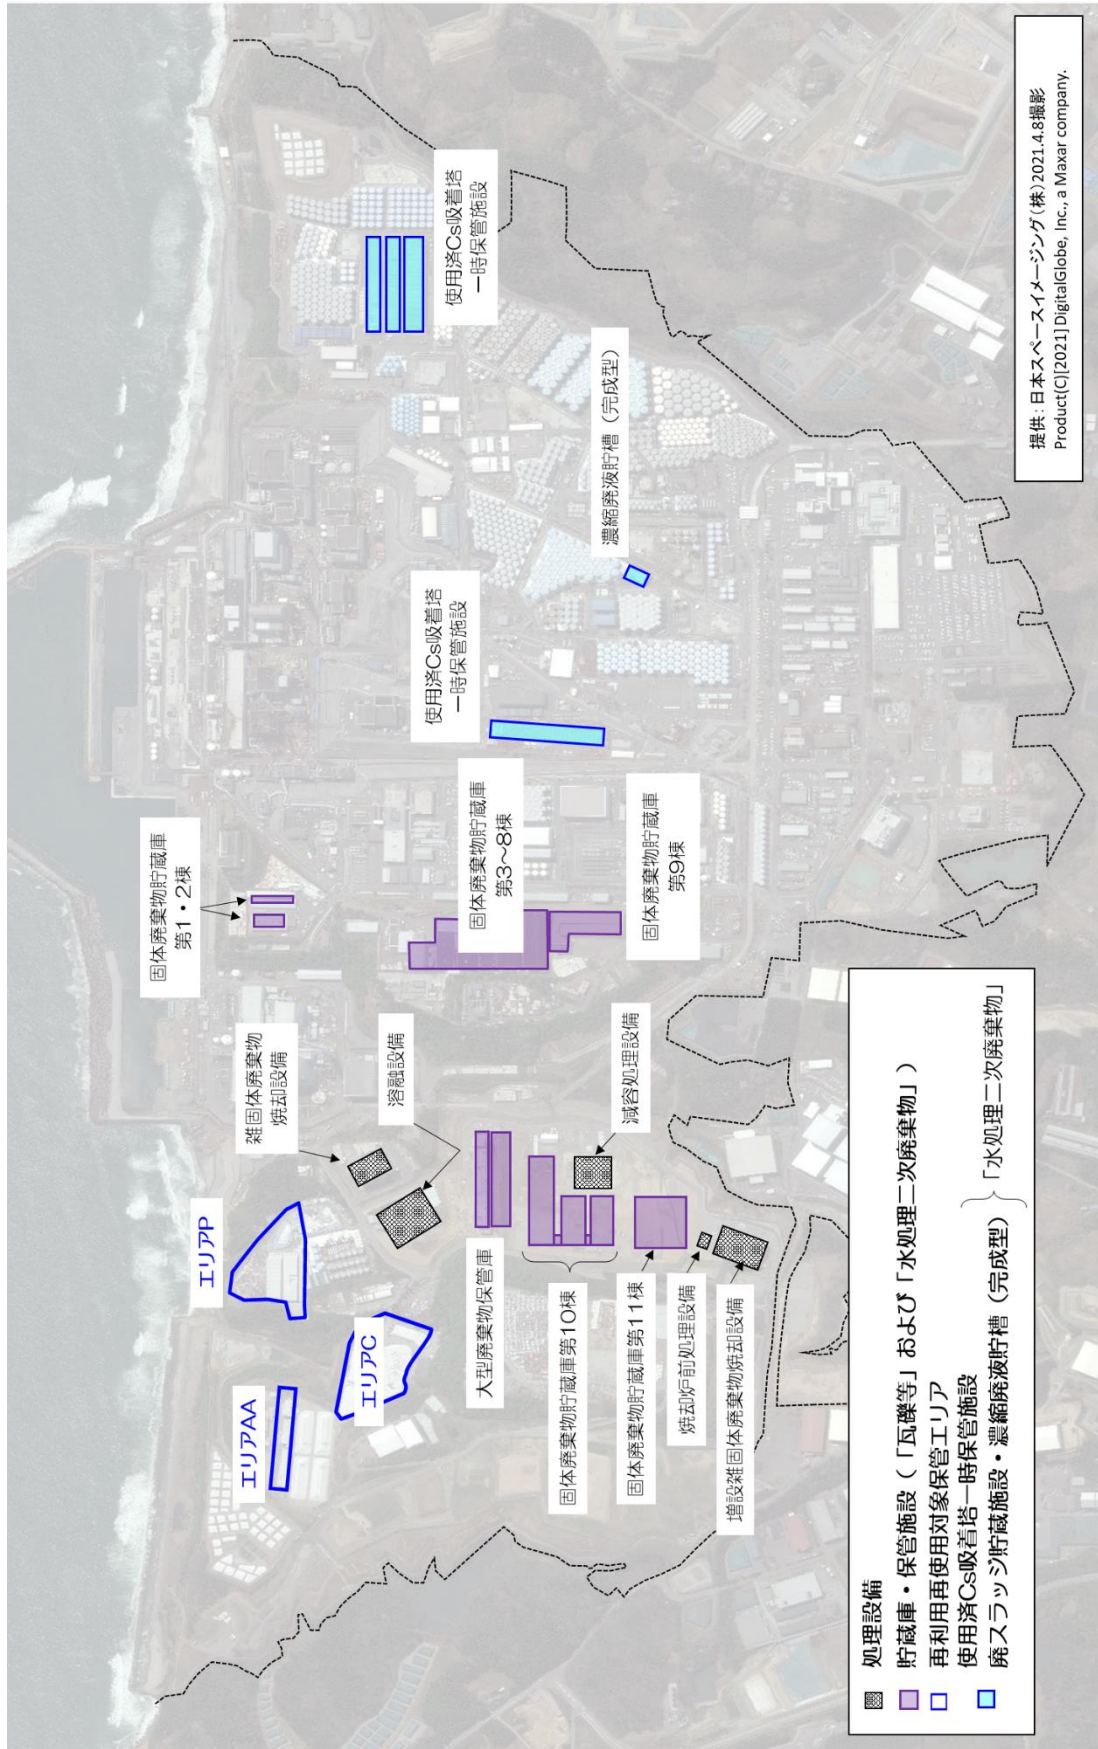 エリアAA
エリアP
エリアC
雑固体廃棄物
焼却設備
溶融設備
固体廃棄物貯蔵庫
第1・2棟
使用済Cs吸着塔
一時保管施設
使用済Cs吸着塔
一時保管施設
大型廃棄物保管庫
固体廃棄物貯蔵庫第10棟
減容処理設備
固体廃棄物貯蔵庫
第3~8棟
固体廃棄物貯蔵庫
第9棟
濃縮廃液貯槽(完成型)
固体廃棄物貯蔵庫第11棟
焼却炉前処理設備
増設雑固体廃棄物焼却設備
処理設備
貯蔵庫・保管施設(「瓦礫等」および「水処理二次廃棄物」)
再利用再使用対象保管エリア
使用済Cs吸着塔一時保管施設
廃スラッジ貯蔵施設・濃縮廃液貯槽(完成型)
「水処理二次廃棄物」
提供:日本スペースイメージング(株)2021.4.8撮影
Product(C)[2021] DigitalGlobe, Inc., a Maxar company.